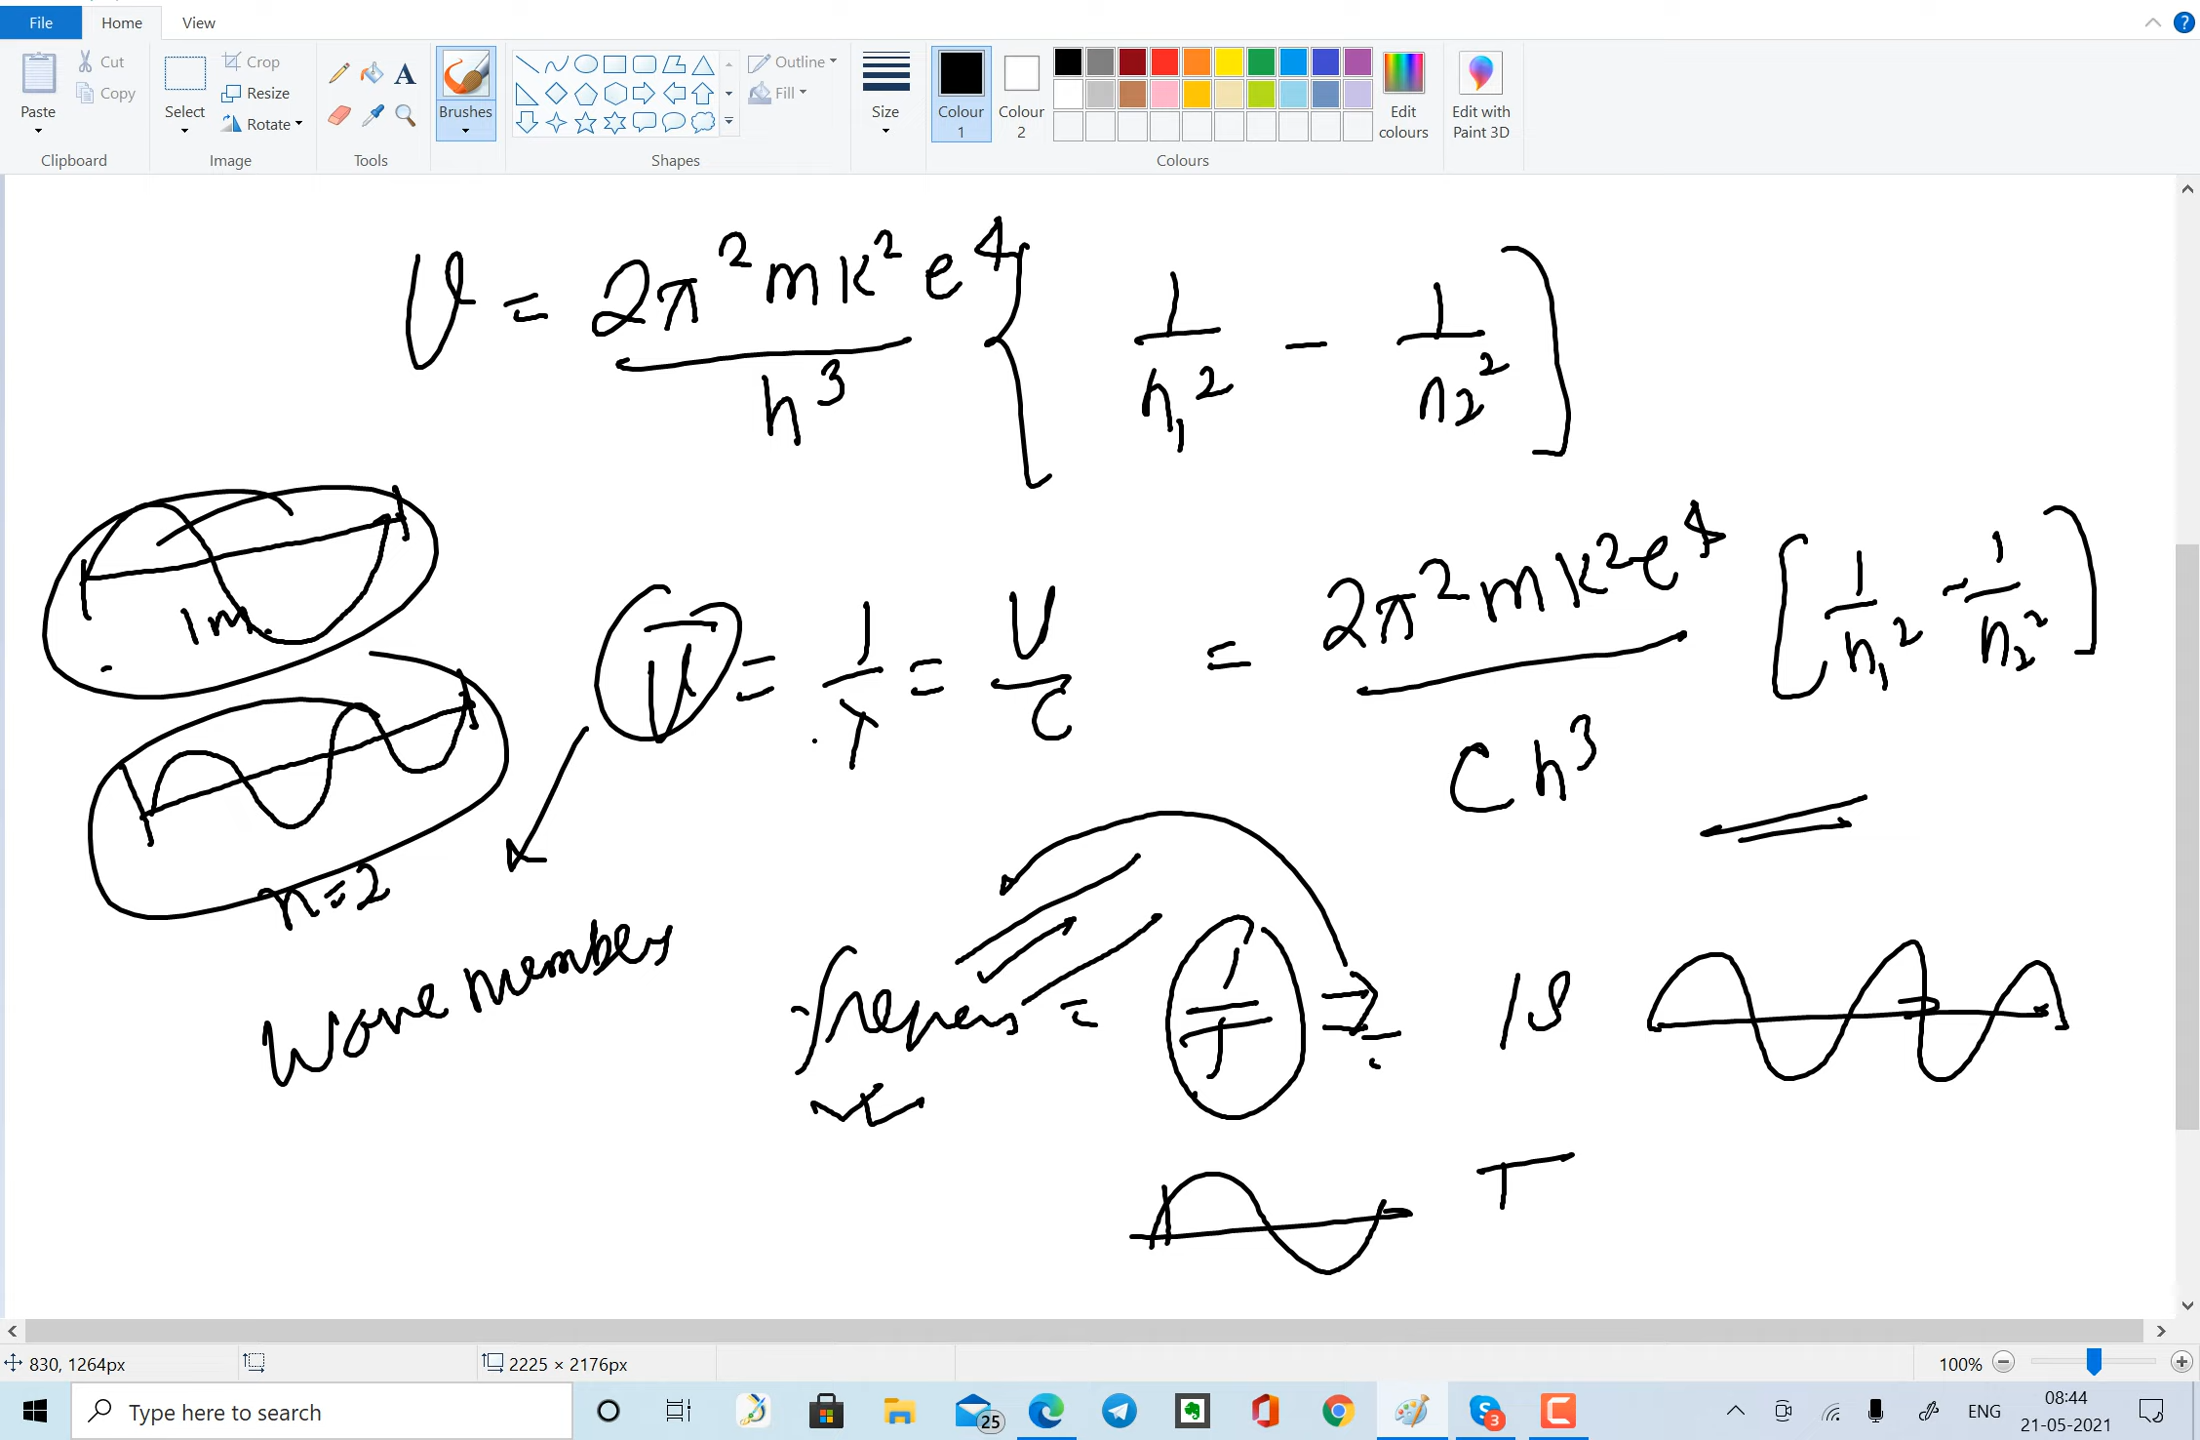 File Home View
Paste
Cut
Copy
Clipboard
Select
Crop
Resize
Rotate
Image
Tools
Brushes
Shapes
Outline
Fill
Size
Colour 1
Colour 2
Colours
Edit colours
Edit with Paint 3D
ν = 2π²mk²e⁴ / h³ { 1/n₁² - 1/n₂² ]
1m
n=2
ν̄ = 1/λ = ν/c = 2π²mk²e⁴ / Ch³ [ 1/n₁² - 1/n₂² ]
= 1/T ⇒ 1S
T
830, 1264px
2225 × 2176px
100%
Type here to search
25
3
ENG
08:44
21-05-2021